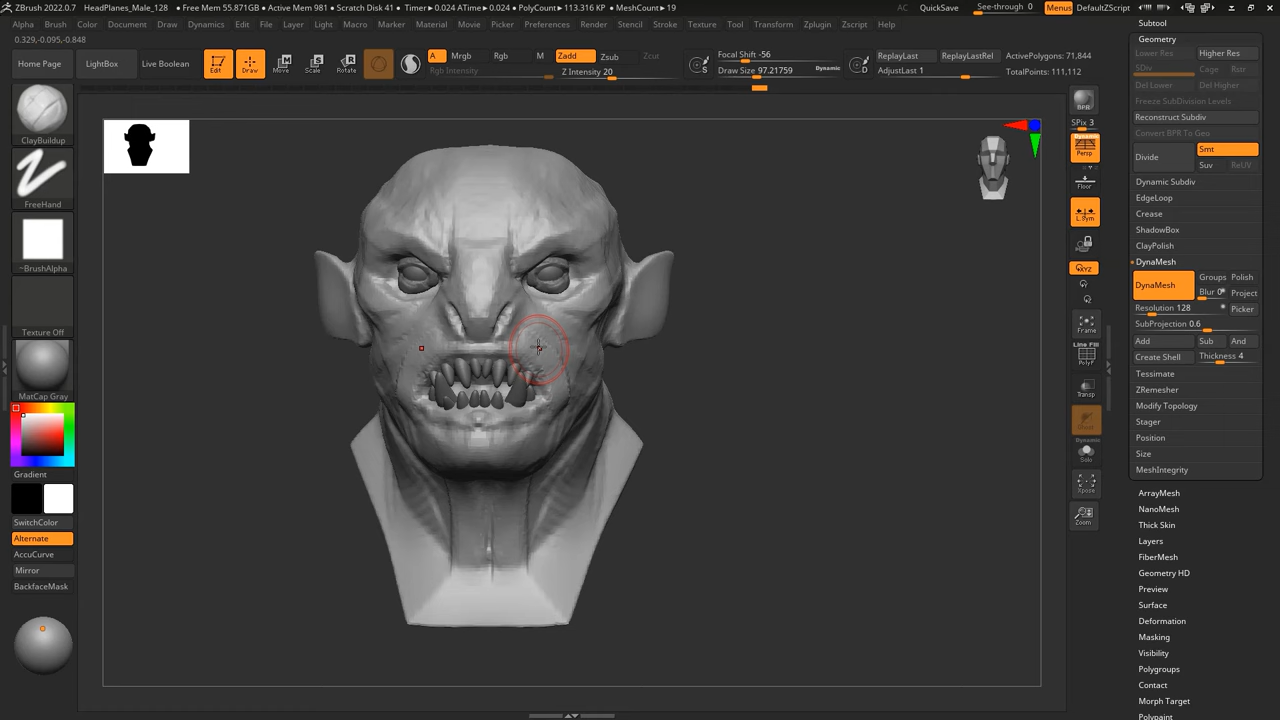 ZBrush 2022.0.7 HeadPlanes_Male_128 • Free Mem 55.871GB • Active Mem 981 • Scratch Disk 41 • Timer▸0.024 ATime▸0.024 • PolyCount▸113.316 KP • MeshCount▸19 AC QuickSave See-through 0 Menus DefaultZScript
Alpha Brush Color Document Draw Dynamics Edit File Layer Light Macro Marker Material Movie Picker Preferences Render Stencil Stroke Texture Tool Transform Zplugin Zscript Help
0.329,-0.095,-0.848
Home Page LightBox Live Boolean Edit Draw Move Scale Rotate
A Mrgb Rgb M Zadd Zsub Zcut
Rgb Intensity Z Intensity 20
Focal Shift -56
Draw Size 97.21759 Dynamic
S D
ReplayLast ReplayLastRel
AdjustLast 1
ActivePolygons: 71,844
TotalPoints: 111,112
ClayBuildup
FreeHand
~BrushAlpha
Texture Off
MatCap Gray
Gradient
SwitchColor
Alternate
AccuCurve
Mirror
BackfaceMask
BPR
SPix 3
Dynamic
Persp
Floor
L.Sym
XYZ
Frame
Line Fill
PolyF
Transp
Ghost
Dynamic
Solo
Xpose
Zoom
Subtool
Geometry
Lower Res Higher Res
SDiv Cage Rstr
Del Lower Del Higher
Freeze SubDivision Levels
Reconstruct Subdiv
Convert BPR To Geo
Divide Smt
Suv ReUV
Dynamic Subdiv
EdgeLoop
Crease
ShadowBox
ClayPolish
DynaMesh
DynaMesh Groups Polish
Blur 0 Project
Resolution 128 Picker
SubProjection 0.6
Add Sub And
Create Shell Thickness 4
Tessimate
ZRemesher
Modify Topology
Stager
Position
Size
MeshIntegrity
ArrayMesh
NanoMesh
Thick Skin
Layers
FiberMesh
Geometry HD
Preview
Surface
Deformation
Masking
Visibility
Polygroups
Contact
Morph Target
Polypaint